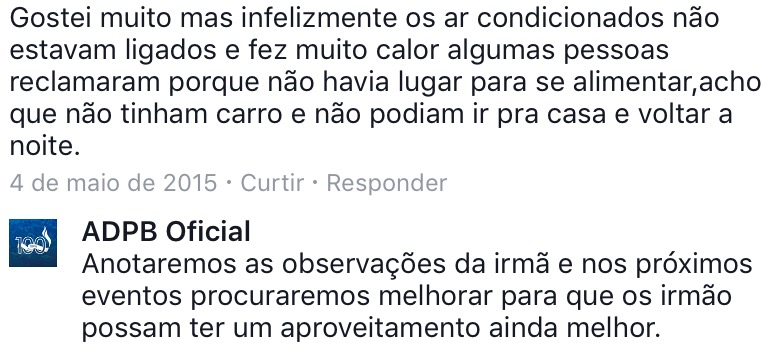 Gostei muito mas infelizmente os ar condicionados não
estavam ligados e fez muito calor algumas pessoas
reclamaram porque não havia lugar para se alimentar,acho
que não tinham carro e não podiam ir pra casa e voltar a
noite.
4 de maio de 2015 · Curtir · Responder
100
ADPB Oficial
Anotaremos as observações da irmã e nos próximos
eventos procuraremos melhorar para que os irmão
possam ter um aproveitamento ainda melhor.